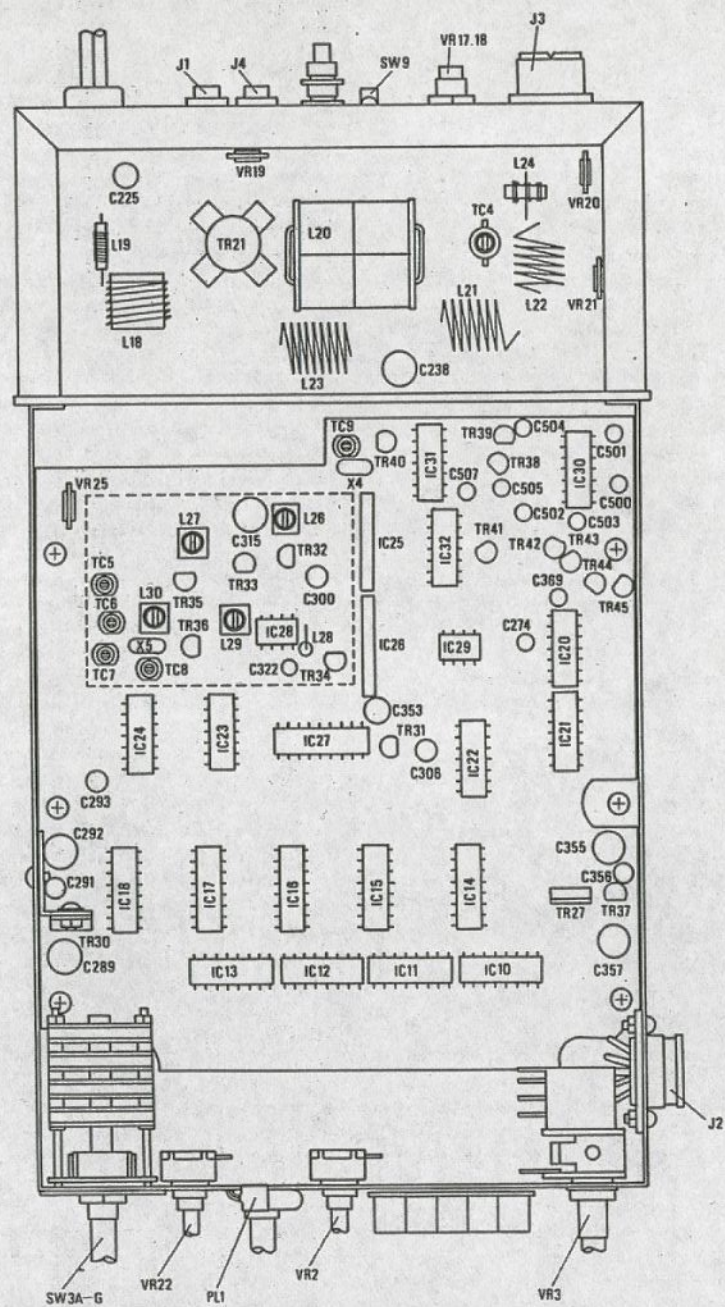 J1
J4
SW9
VR17.18
J3
VR19
C225
L19
TR21
L20
TC4
L24
VR20
L18
L23
L21
L22
VR21
C238
TC9
TR40
X4
IC31
TR39
C504
TR38
C507
C505
IC30
C501
C500
VR25
L27
C315
L26
TR32
TR33
C300
IC25
IC32
TR41
C502
C503
TR42
TR43
TR44
TR45
TC5
TR35
TC6
L30
L29
TR36
IC28
L28
IC26
IC29
C369
C274
IC20
X5
TC7
TC8
C322
TR34
C353
IC24
IC23
IC27
TR31
C306
IC22
IC21
C293
C292
C291
IC18
IC17
IC16
IC15
IC14
C355
C356
TR27
TR37
TR30
C289
IC13
IC12
IC11
IC10
C357
J2
SW3A-G
VR22
PL1
VR2
VR3